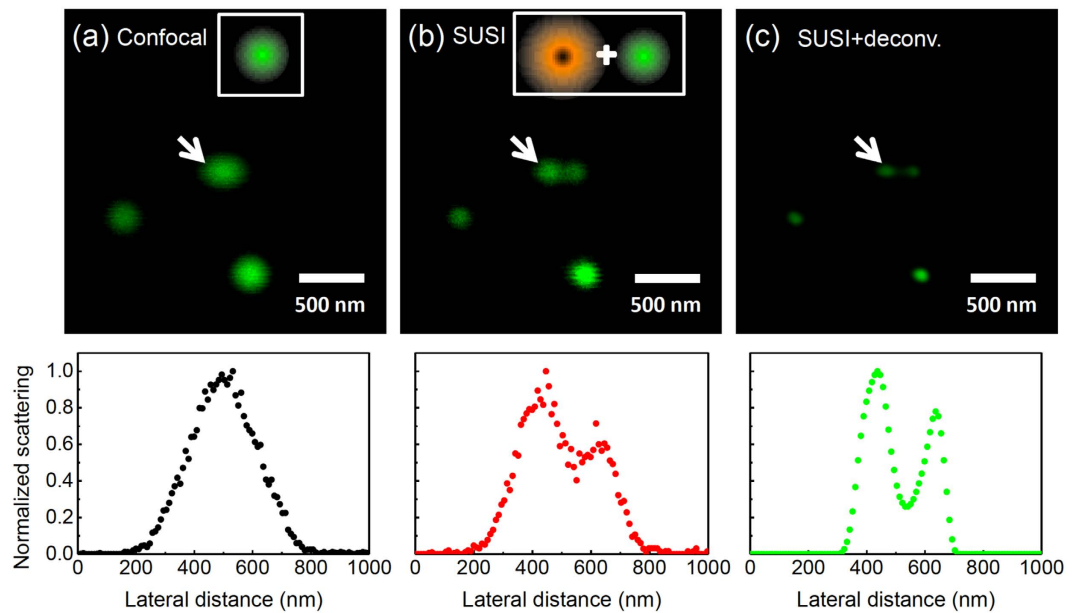 (a) Confocal
500 nm
(b) SUSI
+
500 nm
(c) SUSI+deconv.
500 nm
Normalized scattering
1.0
0.8
0.6
0.4
0.2
0.0
0 200 400 600 800 1000
Lateral distance (nm)
0 200 400 600 800 1000
Lateral distance (nm)
0 200 400 600 800 1000
Lateral distance (nm)